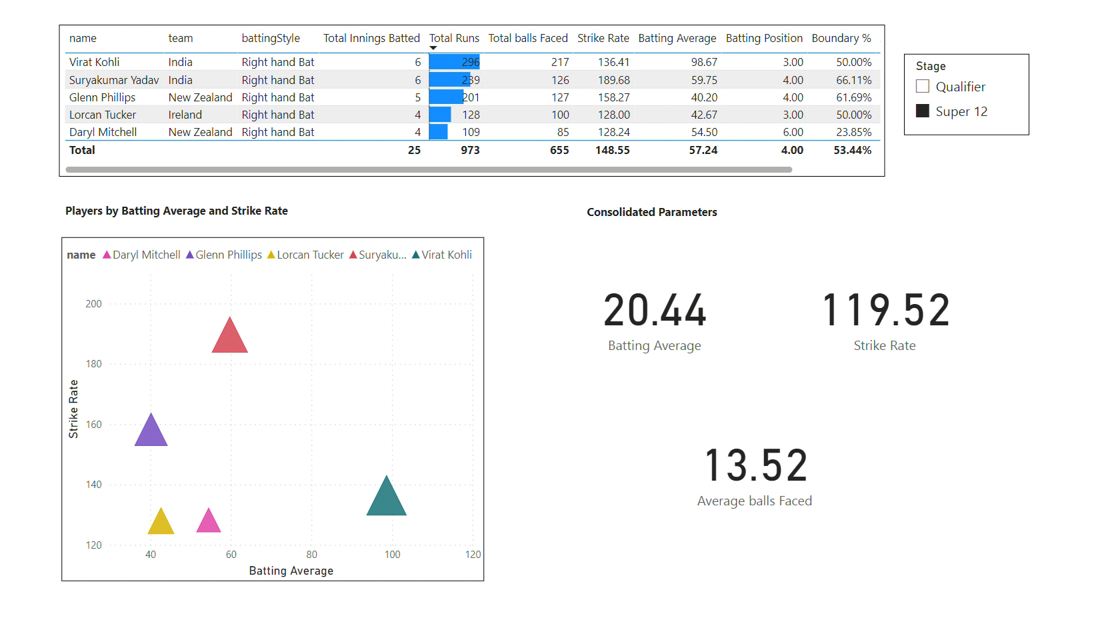 name team battingStyle Total Innings Batted Total Runs Total balls Faced Strike Rate Batting Average Batting Position Boundary %
Virat Kohli India Right hand Bat 6 296 217 136.41 98.67 3.00 50.00%
Suryakumar Yadav India Right hand Bat 6 239 126 189.68 59.75 4.00 66.11%
Glenn Phillips New Zealand Right hand Bat 5 201 127 158.27 40.20 4.00 61.69%
Lorcan Tucker Ireland Right hand Bat 4 128 100 128.00 42.67 3.00 50.00%
Daryl Mitchell New Zealand Right hand Bat 4 109 85 128.24 54.50 6.00 23.85%
Total 25 973 655 148.55 57.24 4.00 53.44%
Stage
Qualifier
Super 12
Players by Batting Average and Strike Rate
name Daryl Mitchell Glenn Phillips Lorcan Tucker Suryaku... Virat Kohli
200
180
160
140
120
Strike Rate
40 60 80 100 120
Batting Average
Consolidated Parameters
20.44
Batting Average
119.52
Strike Rate
13.52
Average balls Faced